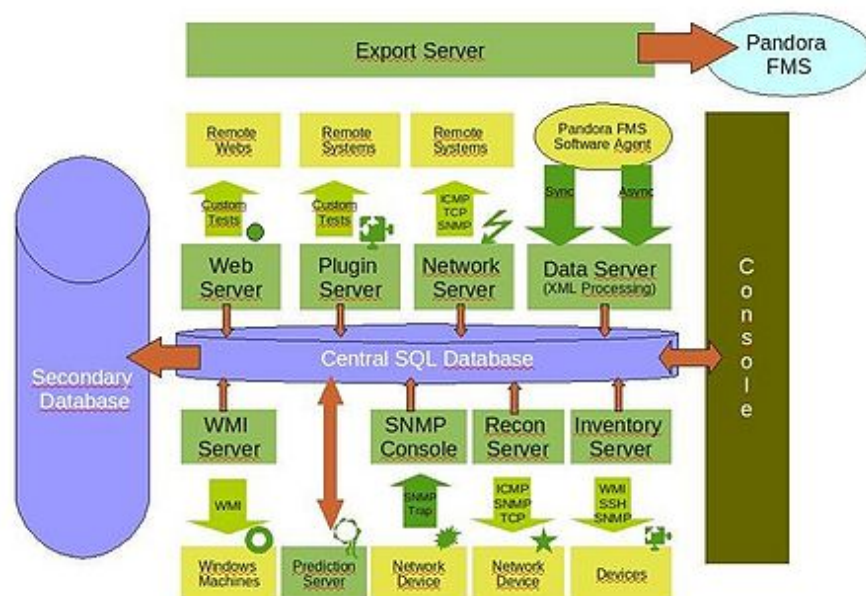 Export Server
Pandora
FMS
Remote
Webs
Remote
Systems
Remote
Systems
Pandora FMS
Software Agent
Custom
Tests
Custom
Tests
ICMP
TCP
SNMP
Sync
Async
Web
Server
Plugin
Server
Network
Server
Data Server
(XML Processing)
Console
Central SQL Database
Secondary
Database
WMI
Server
SNMP
Console
Recon
Server
Inventory
Server
WMI
SNMP
Trap
ICMP
SNMP
TCP
WMI
SSH
SNMP
Windows
Machines
Prediction
Server
Network
Device
Network
Device
Devices